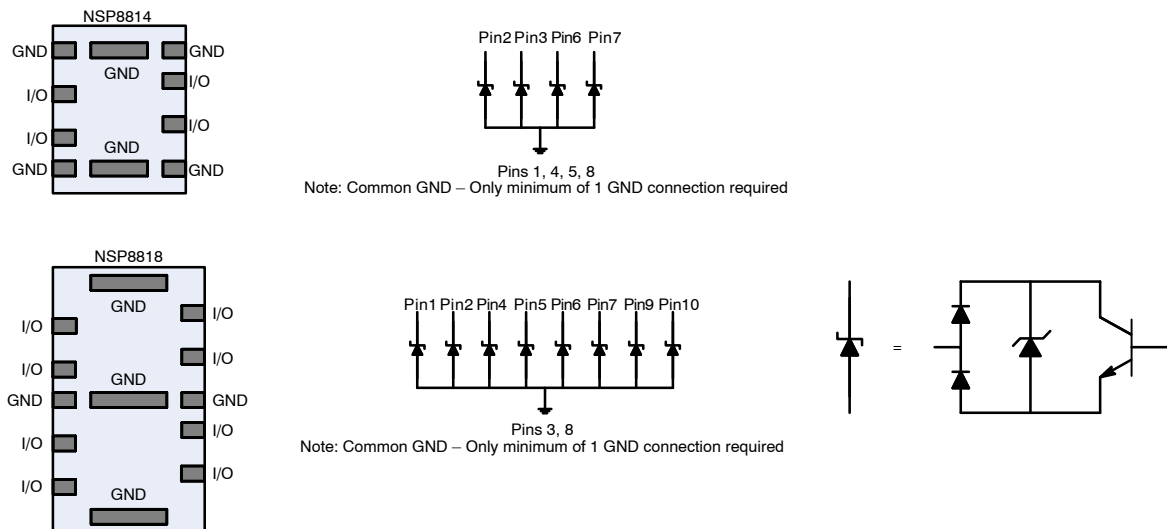 NSP8814
GND
GND
GND
I/O
I/O
I/O
I/O
GND
GND
GND
Pin2 Pin3 Pin6 Pin7
Pins 1, 4, 5, 8
Note: Common GND – Only minimum of 1 GND connection required
NSP8818
GND
I/O
I/O
I/O
I/O
GND
GND
GND
I/O
I/O
I/O
I/O
GND
Pin1 Pin2 Pin4 Pin5 Pin6 Pin7 Pin9 Pin10
=
Pins 3, 8
Note: Common GND – Only minimum of 1 GND connection required